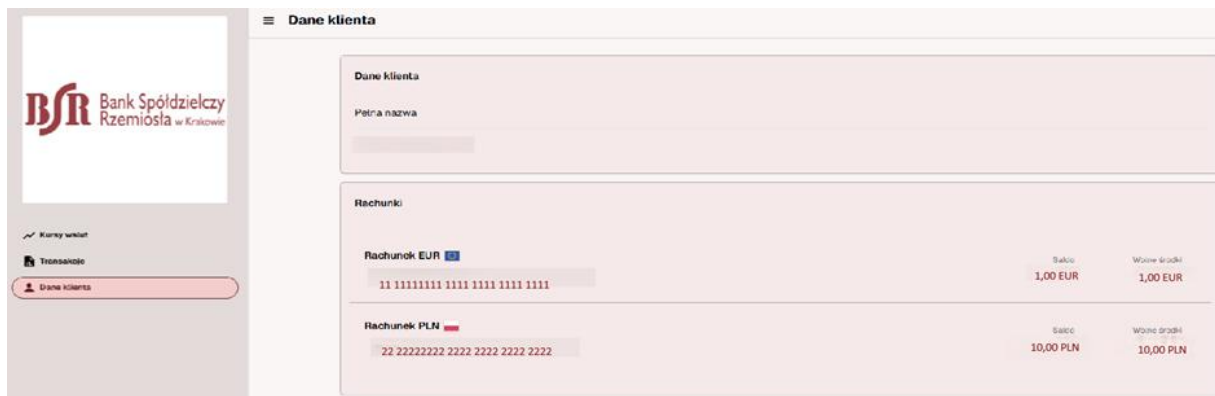 Dane klienta
BSR Bank Spółdzielczy
Rzemiosła w Krakowie
Kursy walut
Transakcje
Dane klienta
Dane klienta
Pełna nazwa
Rachunki
Rachunek EUR
Saldo
Wolne środki
11 11111111 1111 1111 1111 1111
1,00 EUR
1,00 EUR
Rachunek PLN
Saldo
Wolne środki
22 22222222 2222 2222 2222 2222
10,00 PLN
10,00 PLN